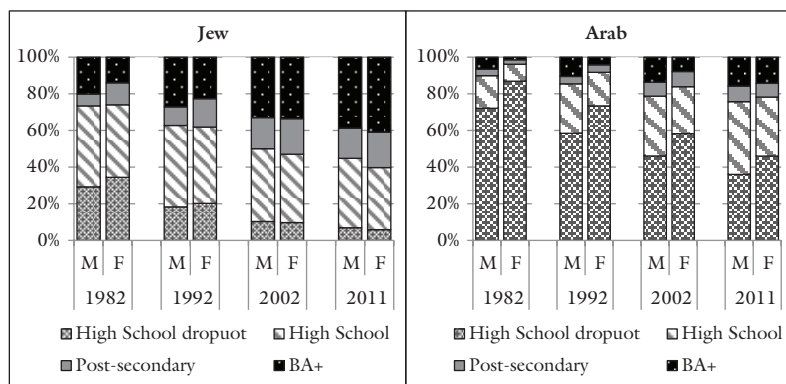 Jew
100%
80%
60%
40%
20%
0%
M F M F M F M F
1982 1992 2002 2011
High School dropuot High School
Post-secondary BA+
Arab
100%
80%
60%
40%
20%
0%
M F M F M F M F
1982 1992 2002 2011
High School dropuot High School
Post-secondary BA+